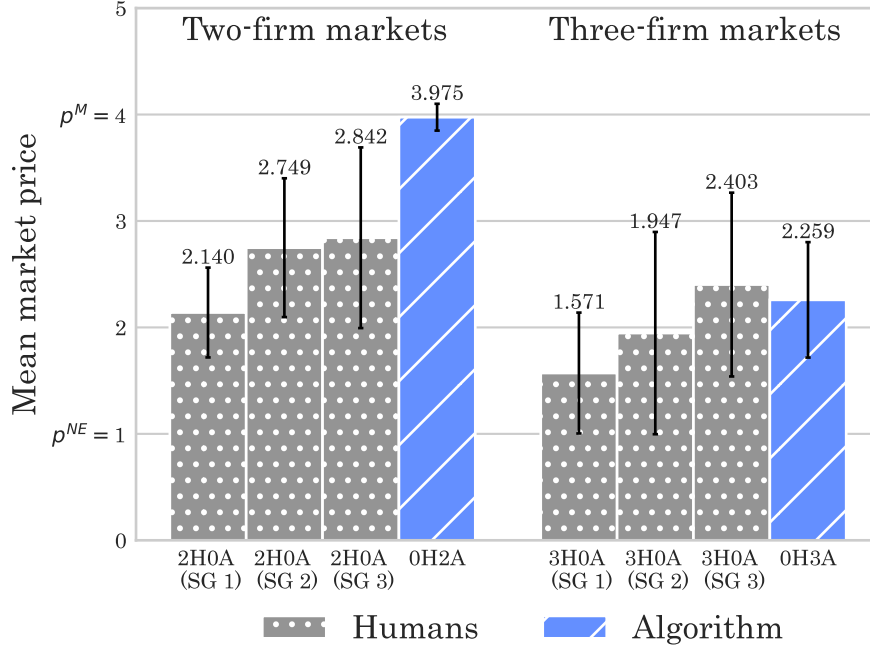 Two-firm markets
Three-firm markets
Mean market price
5
pᴹ = 4
3
2
pᴺᴱ = 1
0
2.140
2.749
2.842
3.975
1.571
1.947
2.403
2.259
2H0A (SG 1)
2H0A (SG 2)
2H0A (SG 3)
0H2A
3H0A (SG 1)
3H0A (SG 2)
3H0A (SG 3)
0H3A
Humans
Algorithm